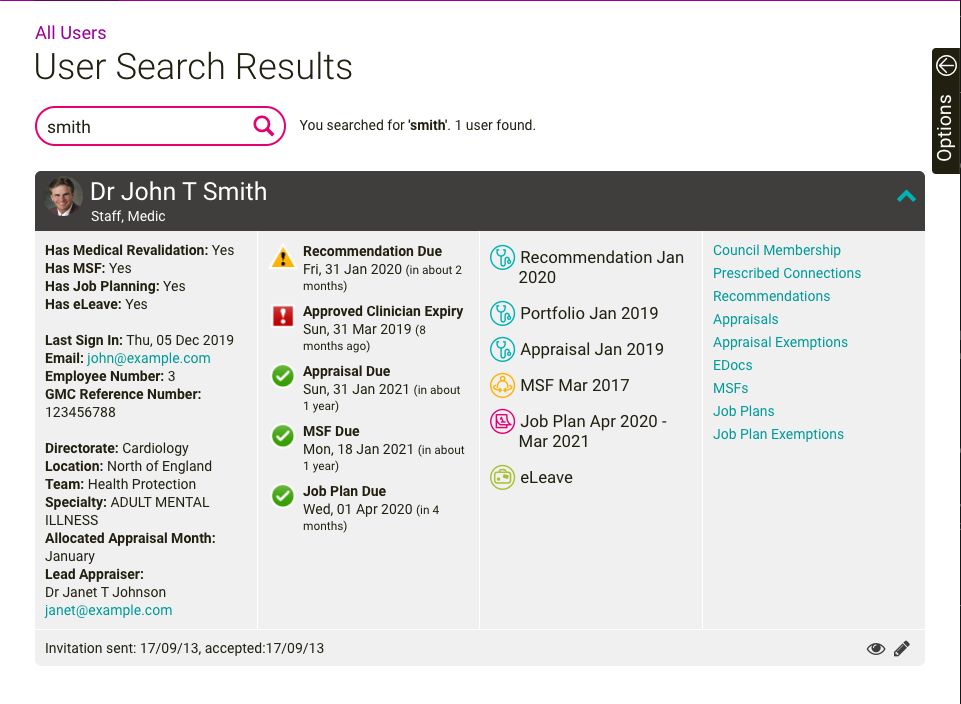 All Users
User Search Results
smith
You searched for 'smith'. 1 user found.
Options
Dr John T Smith
Staff, Medic
Has Medical Revalidation: Yes
Has MSF: Yes
Has Job Planning: Yes
Has eLeave: Yes
Last Sign In: Thu, 05 Dec 2019
Email: john@example.com
Employee Number: 3
GMC Reference Number:
123456788
Directorate: Cardiology
Location: North of England
Team: Health Protection
Specialty: ADULT MENTAL
ILLNESS
Allocated Appraisal Month:
January
Lead Appraiser:
Dr Janet T Johnson
janet@example.com
Recommendation Due
Fri, 31 Jan 2020 (in about 2
months)
Approved Clinician Expiry
Sun, 31 Mar 2019 (8
months ago)
Appraisal Due
Sun, 31 Jan 2021 (in about
1 year)
MSF Due
Mon, 18 Jan 2021 (in about
1 year)
Job Plan Due
Wed, 01 Apr 2020 (in 4
months)
Recommendation Jan
2020
Portfolio Jan 2019
Appraisal Jan 2019
MSF Mar 2017
Job Plan Apr 2020 -
Mar 2021
eLeave
Council Membership
Prescribed Connections
Recommendations
Appraisals
Appraisal Exemptions
EDocs
MSFs
Job Plans
Job Plan Exemptions
Invitation sent: 17/09/13, accepted:17/09/13